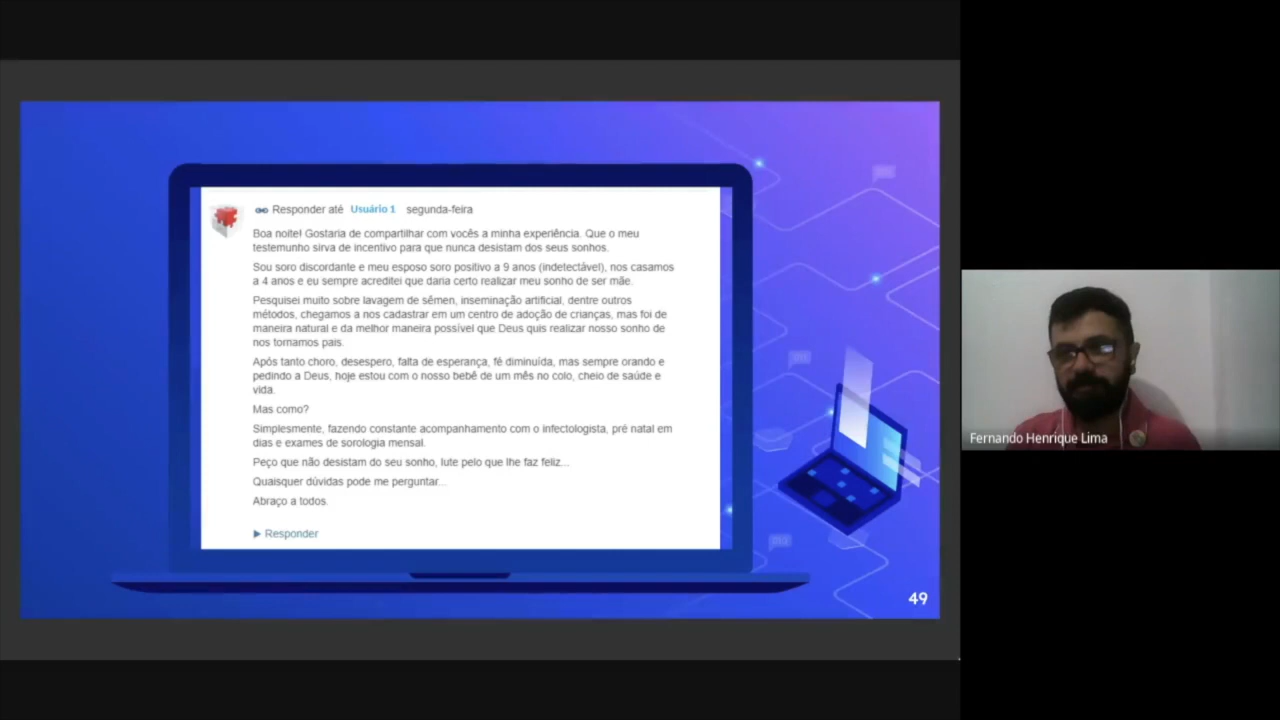 Responder até Usuário 1 segunda-feira
Boa noite! Gostaria de compartilhar com vocês a minha experiência. Que o meu
testemunho sirva de incentivo para que nunca desistam dos seus sonhos.
Sou soro discordante e meu esposo soro positivo a 9 anos (indetectável), nos casamos
a 4 anos e eu sempre acreditei que daria certo realizar meu sonho de ser mãe.
Pesquisei muito sobre lavagem de sêmen, inseminação artificial, dentre outros
métodos, chegamos a nos cadastrar em um centro de adoção de crianças, mas foi de
maneira natural e da melhor maneira possível que Deus quis realizar nosso sonho de
nos tornamos pais.
Após tanto choro, desespero, falta de esperança, fé diminuída, mas sempre orando e
pedindo a Deus, hoje estou com o nosso bebê de um mês no colo, cheio de saúde e
vida.
Mas como?
Simplesmente, fazendo constante acompanhamento com o infectologista, pré natal em
dias e exames de sorologia mensal.
Peço que não desistam do seu sonho, lute pelo que lhe faz feliz...
Quaisquer dúvidas pode me perguntar...
Abraço a todos.
Responder
49
Fernando Henrique Lima